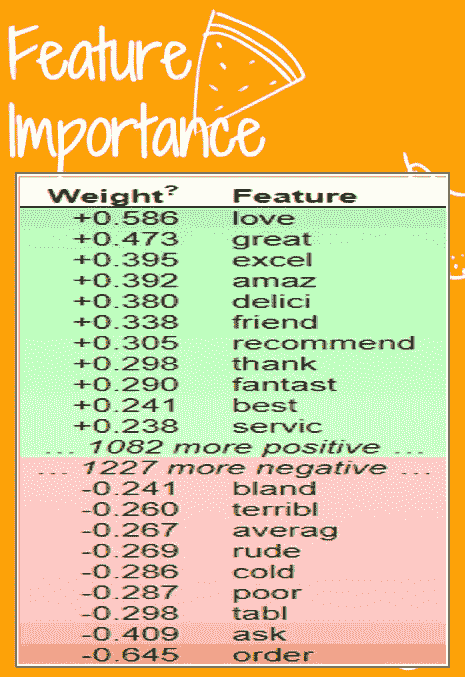 Feature
Importance
Weight? Feature
+0.586 love
+0.473 great
+0.395 excel
+0.392 amaz
+0.380 delici
+0.338 friend
+0.305 recommend
+0.298 thank
+0.290 fantast
+0.241 best
+0.238 servic
... 1082 more positive ...
... 1227 more negative ...
-0.241 bland
-0.260 terribl
-0.267 averag
-0.269 rude
-0.286 cold
-0.287 poor
-0.298 tabl
-0.409 ask
-0.645 order